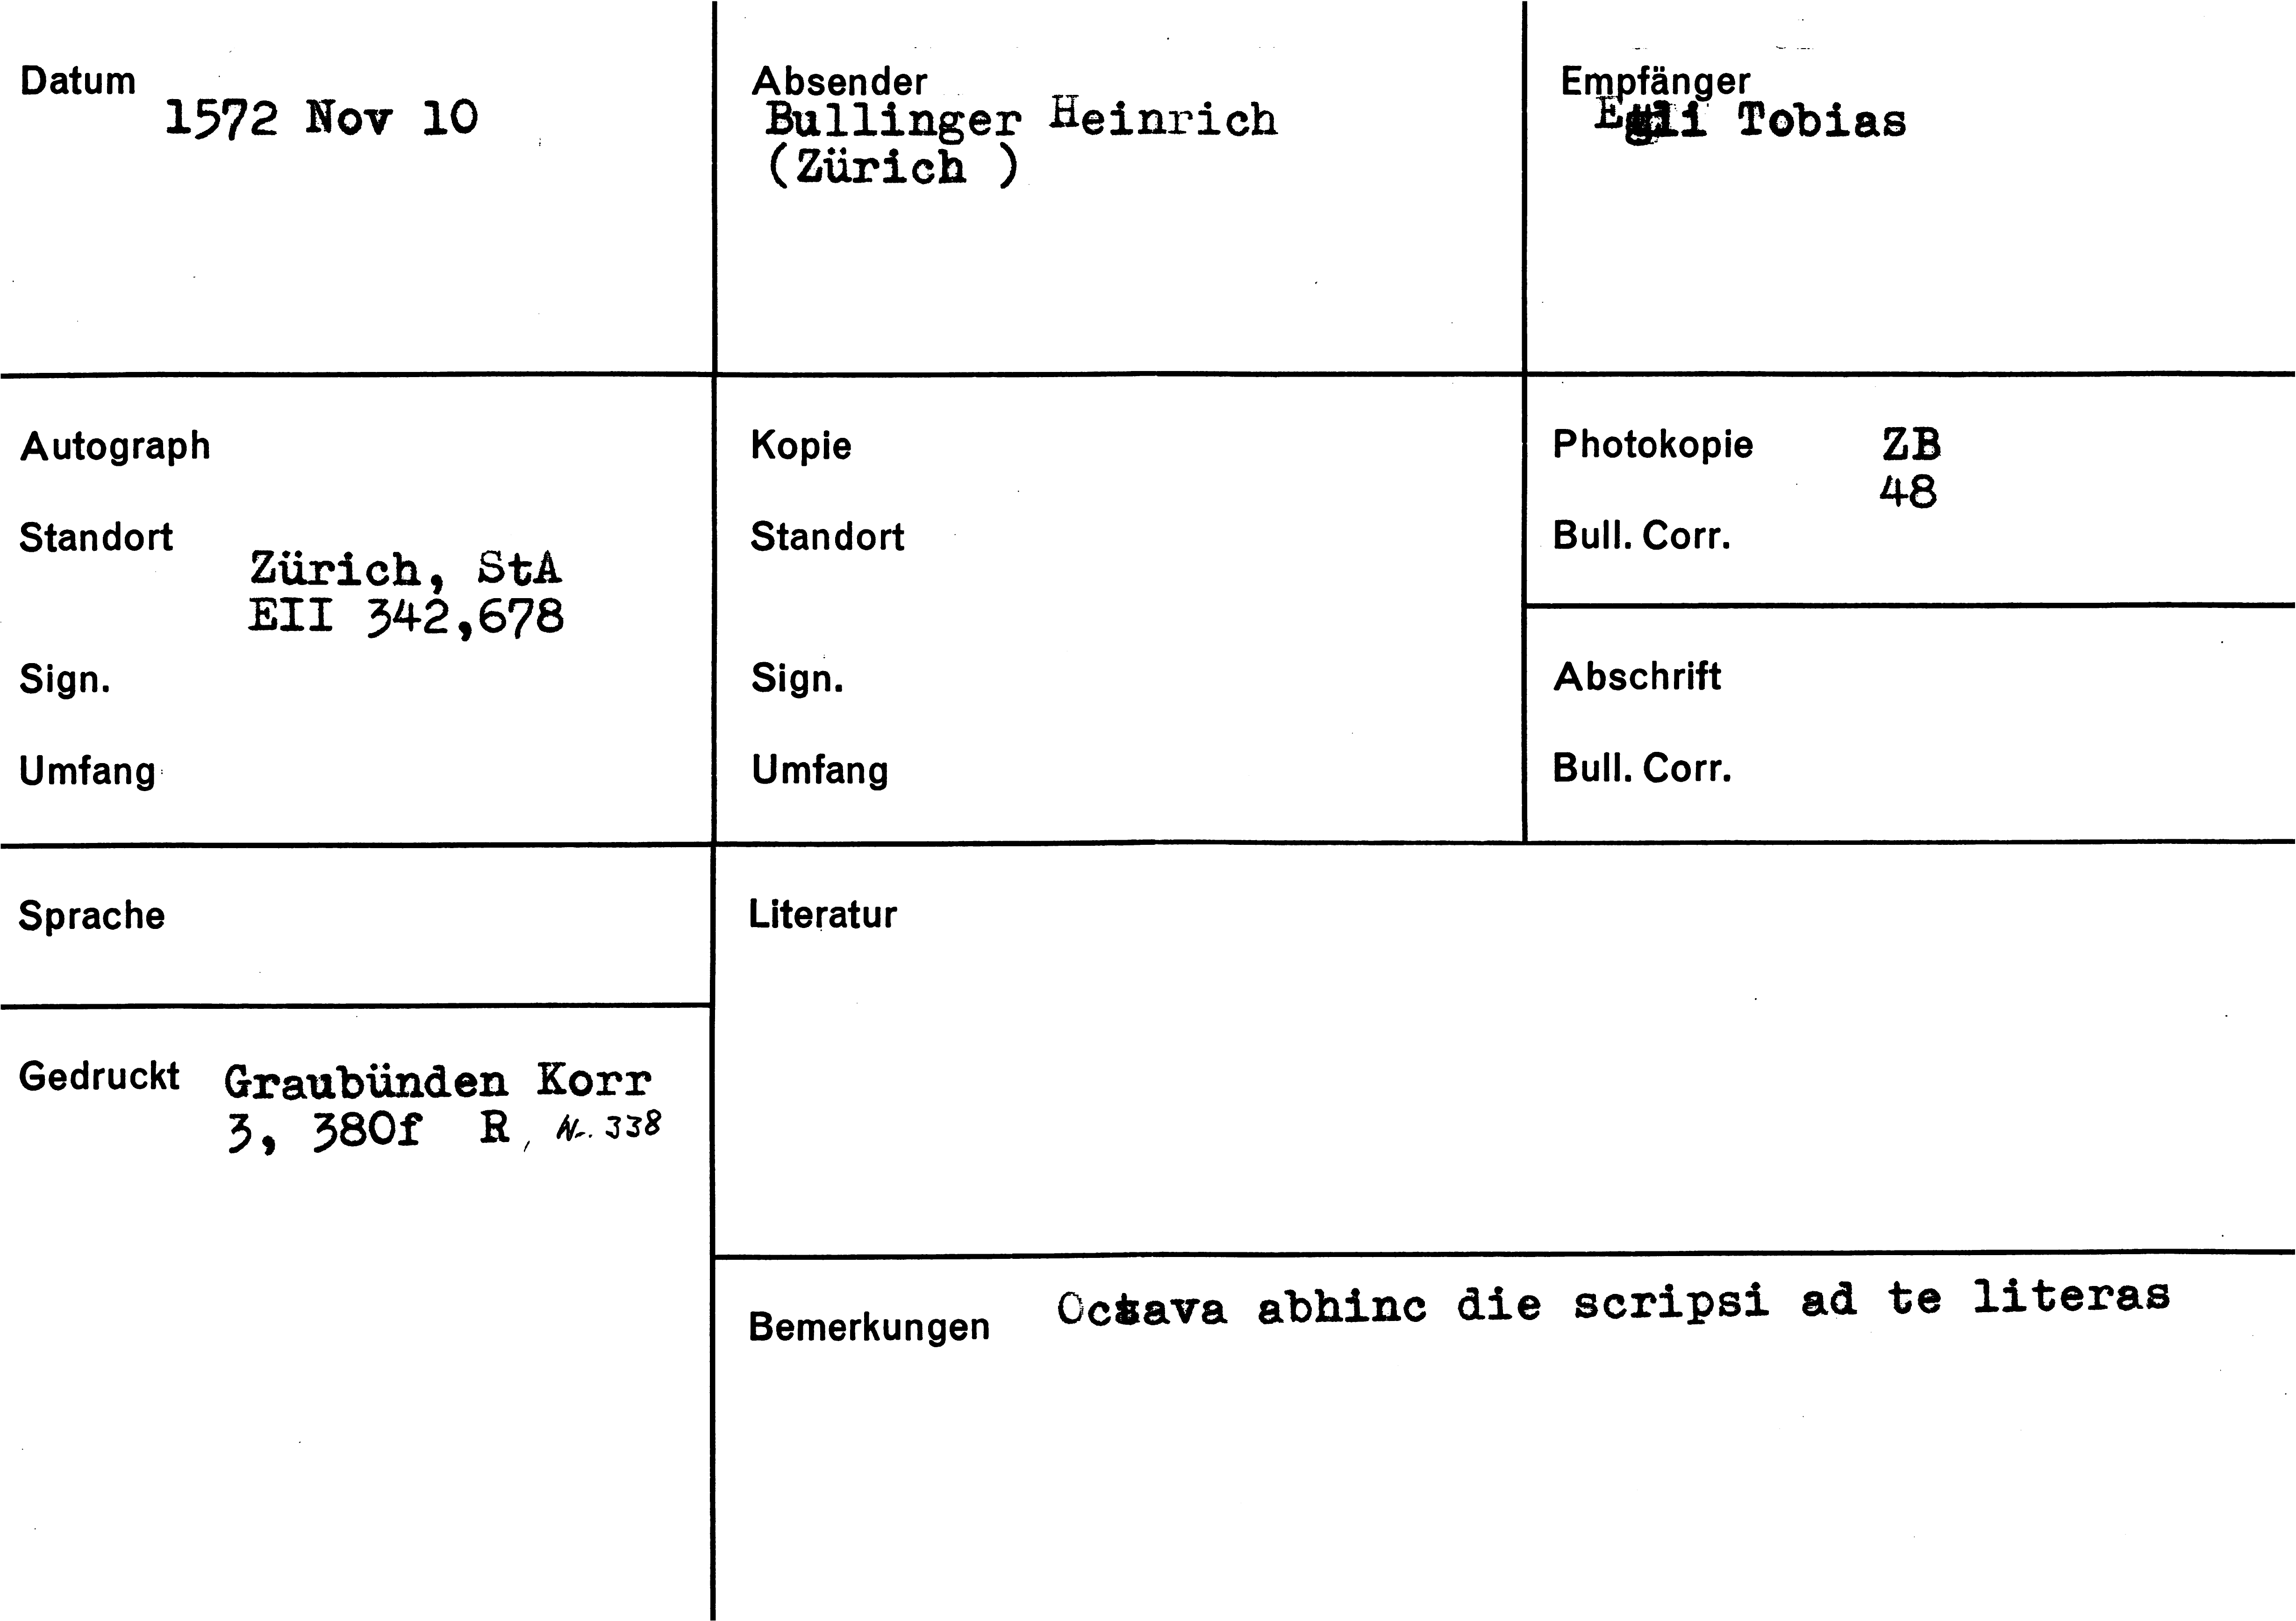 Datum
1572 Nov 10
Absender
Bullinger Heinrich
(Zürich )
Empfänger
Egli Tobias
Autograph
Standort
Zürich, StA
EII 342,678
Sign.
Umfang
Kopie
Standort
Sign.
Umfang
Photokopie ZB
48
Bull. Corr.
Abschrift
Bull. Corr.
Sprache
Gedruckt Graubünden Korr
3, 380f R, Nr. 338
Literatur
Bemerkungen Octava abhinc die scripsi ad te literas